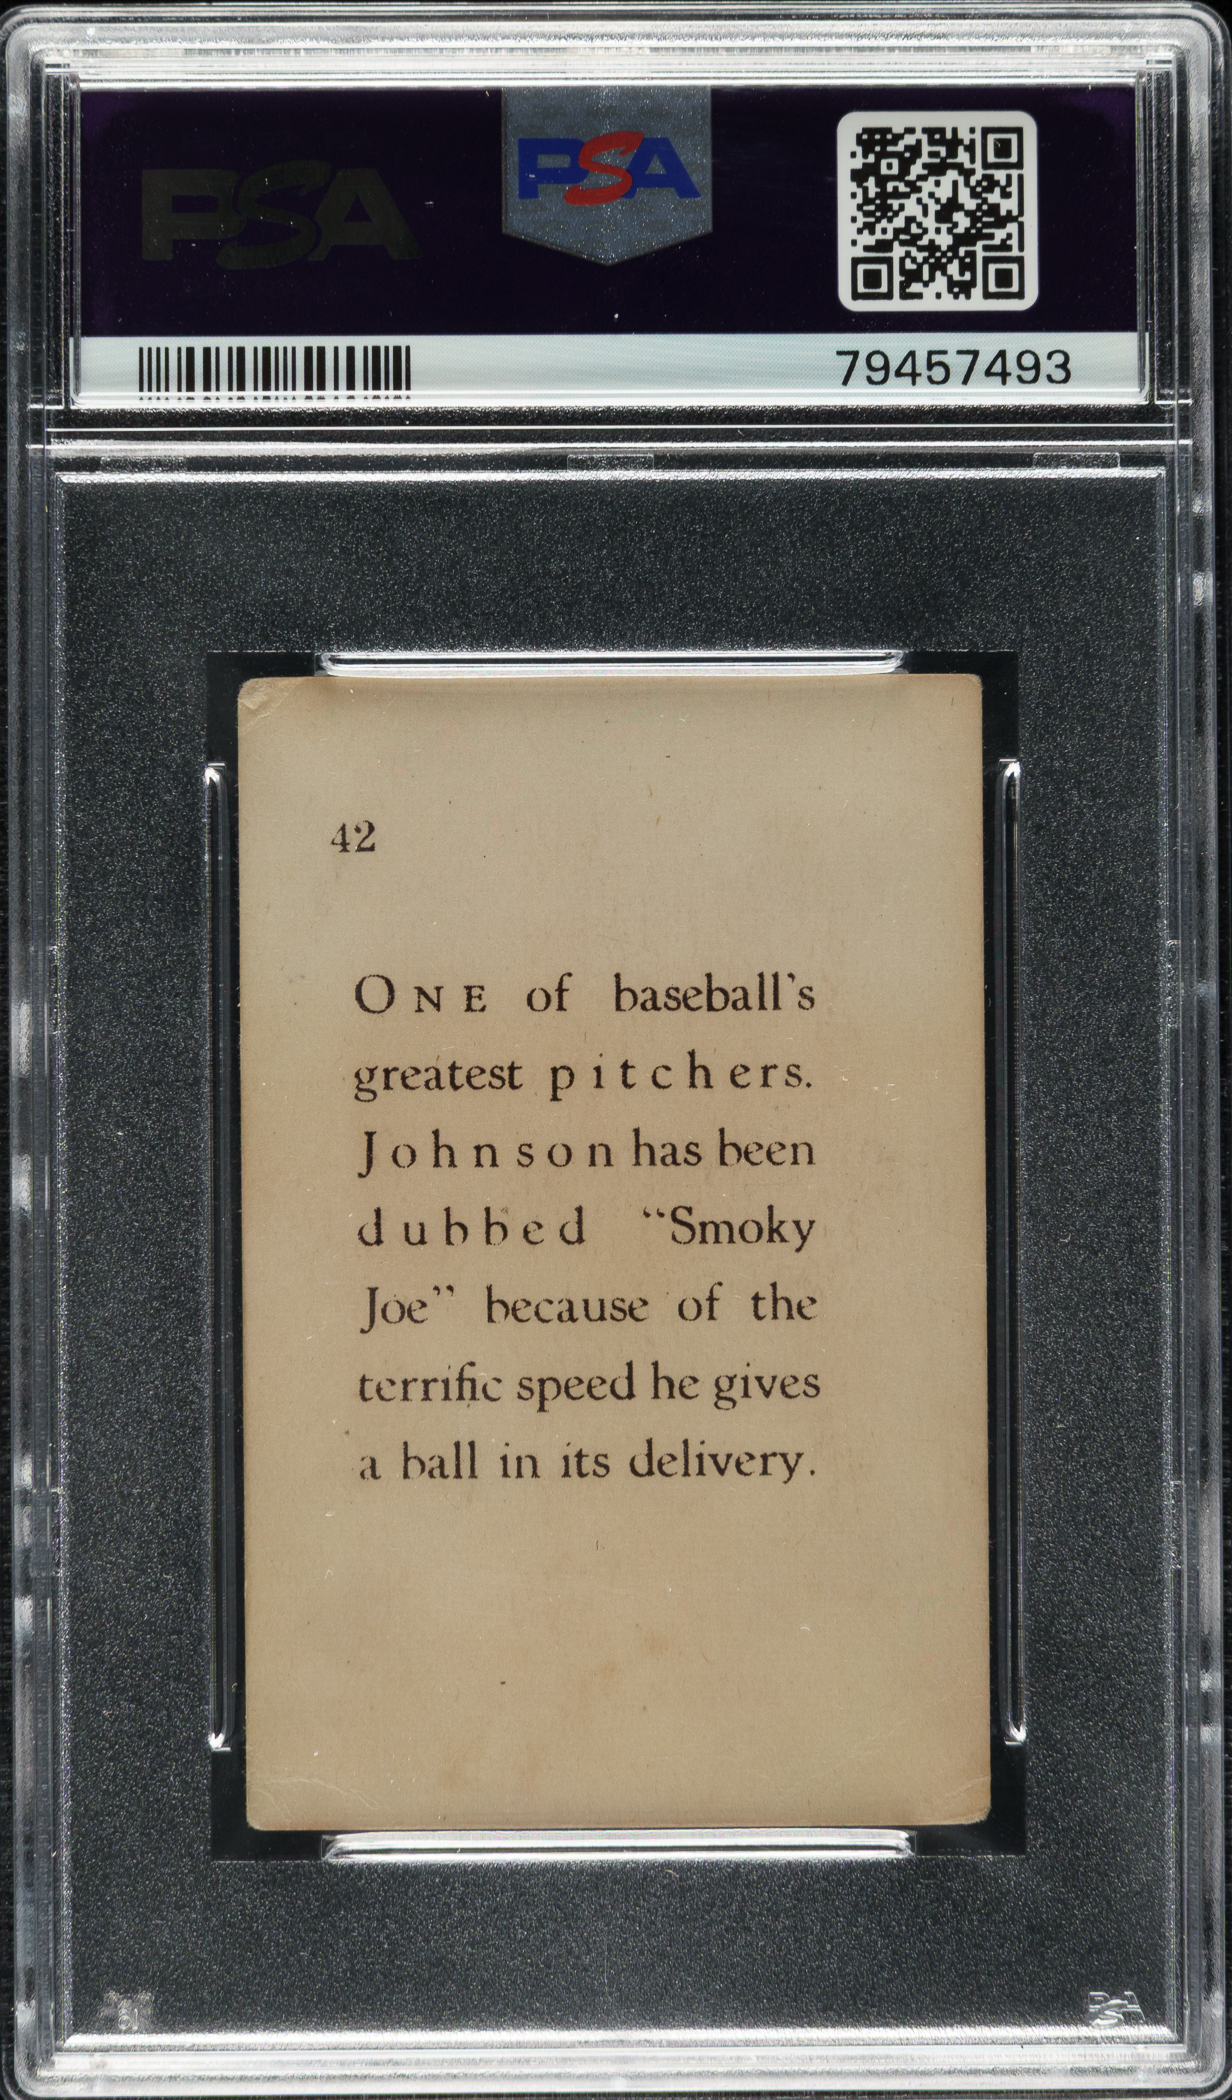 PSA
PSA
79457493
42
ONE of baseball's
greatest pitchers.
Johnson has been
dubbed “Smoky
Joe” because of the
terrific speed he gives
a ball in its delivery.
PSA